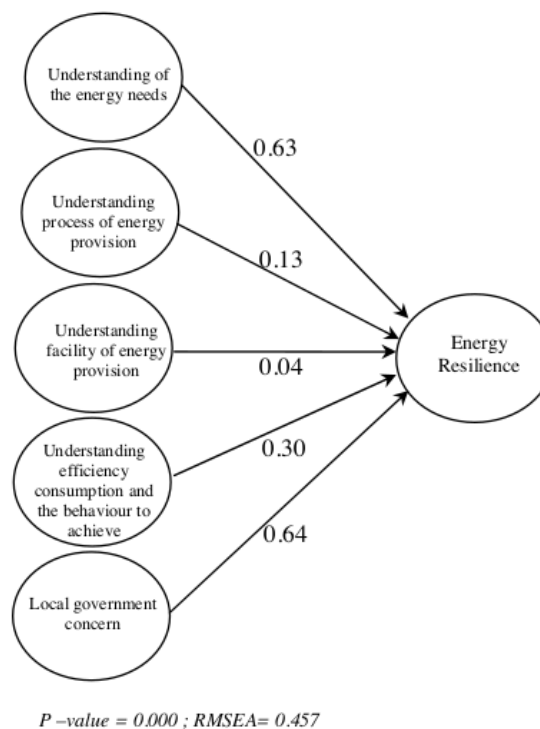 Understanding of
the energy needs
0.63
Understanding
process of energy
provision
0.13
Understanding
facility of energy
provision
0.04
Energy
Resilience
Understanding
efficiency
consumption and
the behaviour to
achieve
0.30
0.64
Local government
concern
P –value = 0.000 ; RMSEA= 0.457